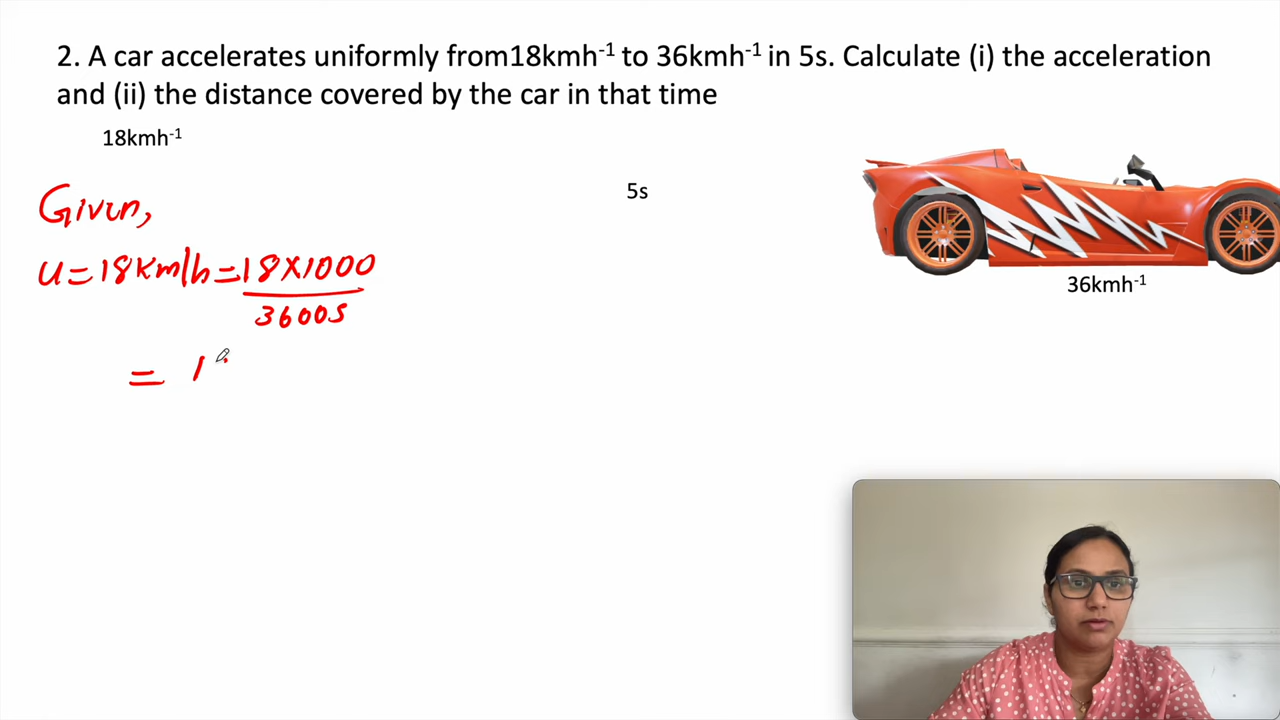 2. A car accelerates uniformly from18kmh⁻¹ to 36kmh⁻¹ in 5s. Calculate (i) the acceleration
and (ii) the distance covered by the car in that time
18kmh⁻¹
5s
Given,
u=18Km/h=18X1000
3600s
36kmh⁻¹
= 1